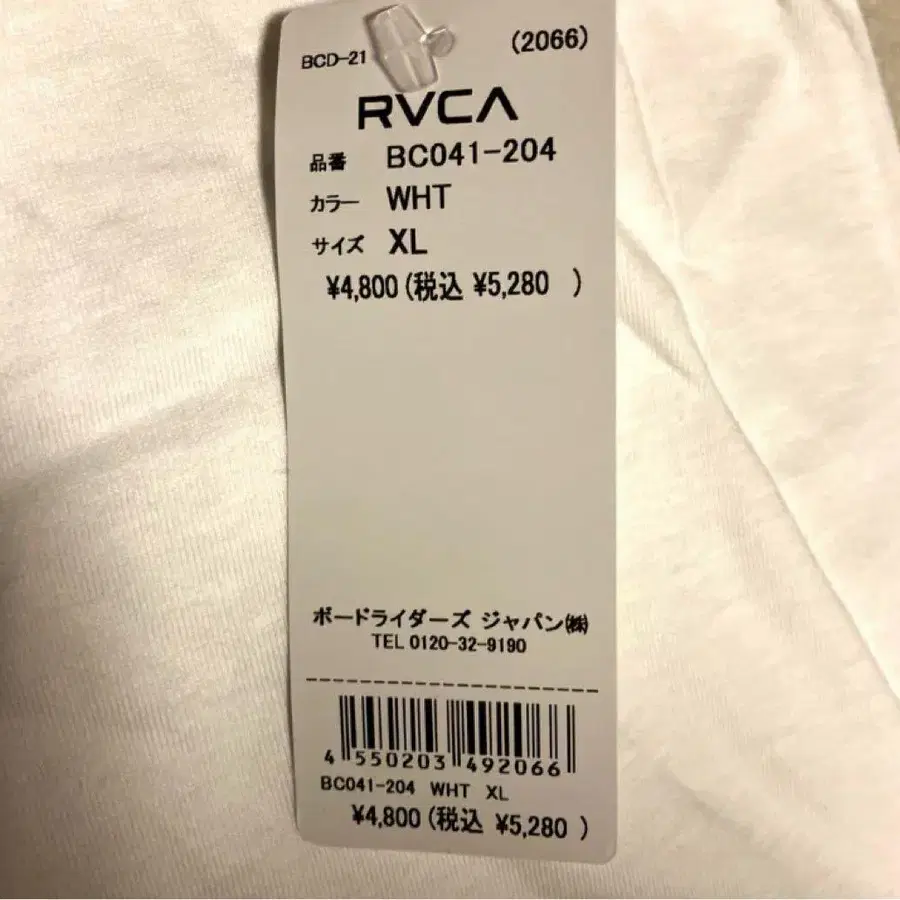 BCD-21 (2066)
RVCA
品番 BC041-204
カラー WHT
サイズ XL
¥4,800 (税込 ¥5,280 )
ボードライダーズ ジャパン㈱
TEL 0120-32-9190
4 550203 492066
BC041-204 WHT XL
¥4,800 (税込 ¥5,280 )